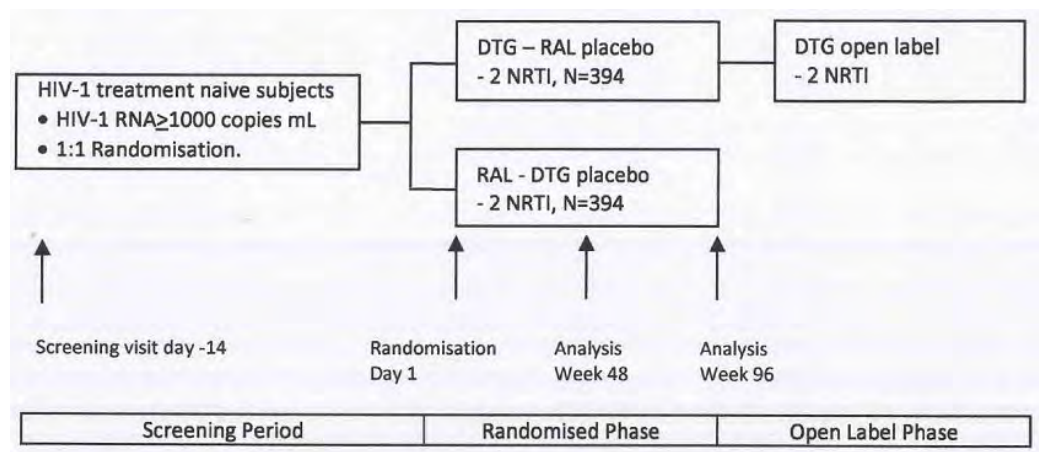 HIV-1 treatment naive subjects
• HIV-1 RNA≥1000 copies mL
• 1:1 Randomisation.
DTG – RAL placebo
- 2 NRTI, N=394
DTG open label
- 2 NRTI
RAL - DTG placebo
- 2 NRTI, N=394
Screening visit day -14
Randomisation
Day 1
Analysis
Week 48
Analysis
Week 96
Screening Period
Randomised Phase
Open Label Phase